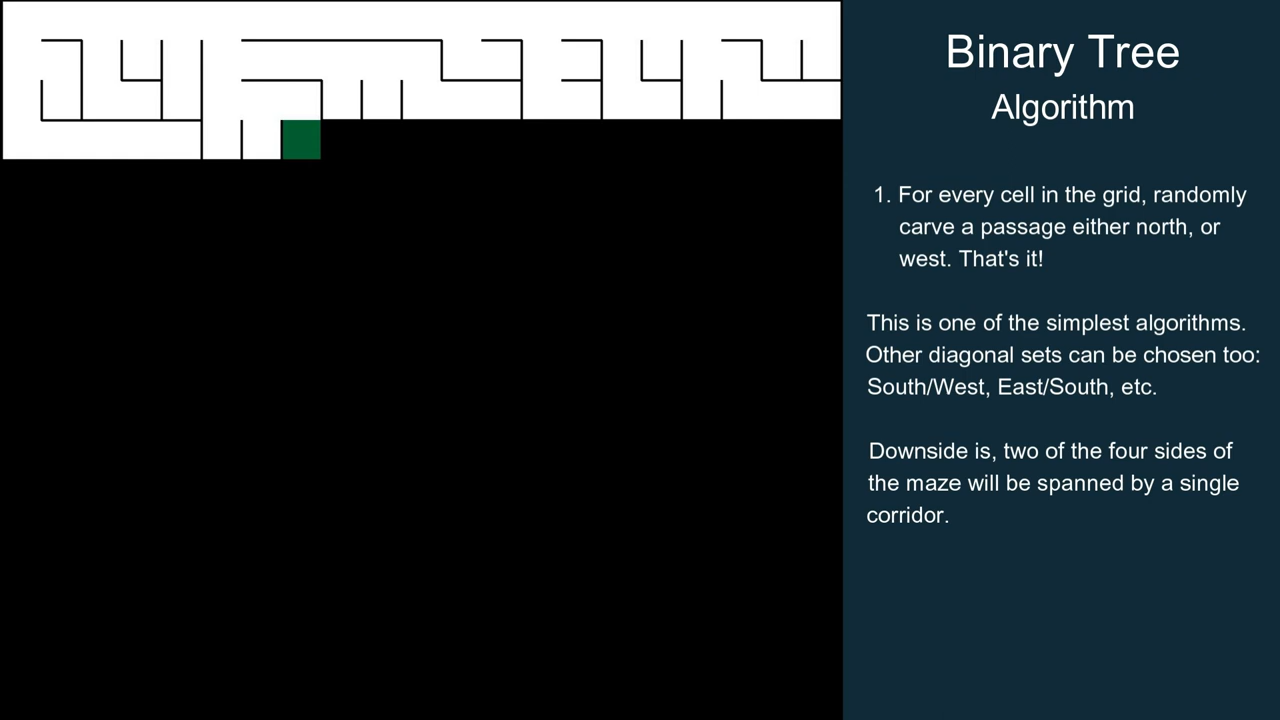 Binary Tree
Algorithm
1. For every cell in the grid, randomly
carve a passage either north, or
west. That's it!
This is one of the simplest algorithms.
Other diagonal sets can be chosen too:
South/West, East/South, etc.
Downside is, two of the four sides of
the maze will be spanned by a single
corridor.